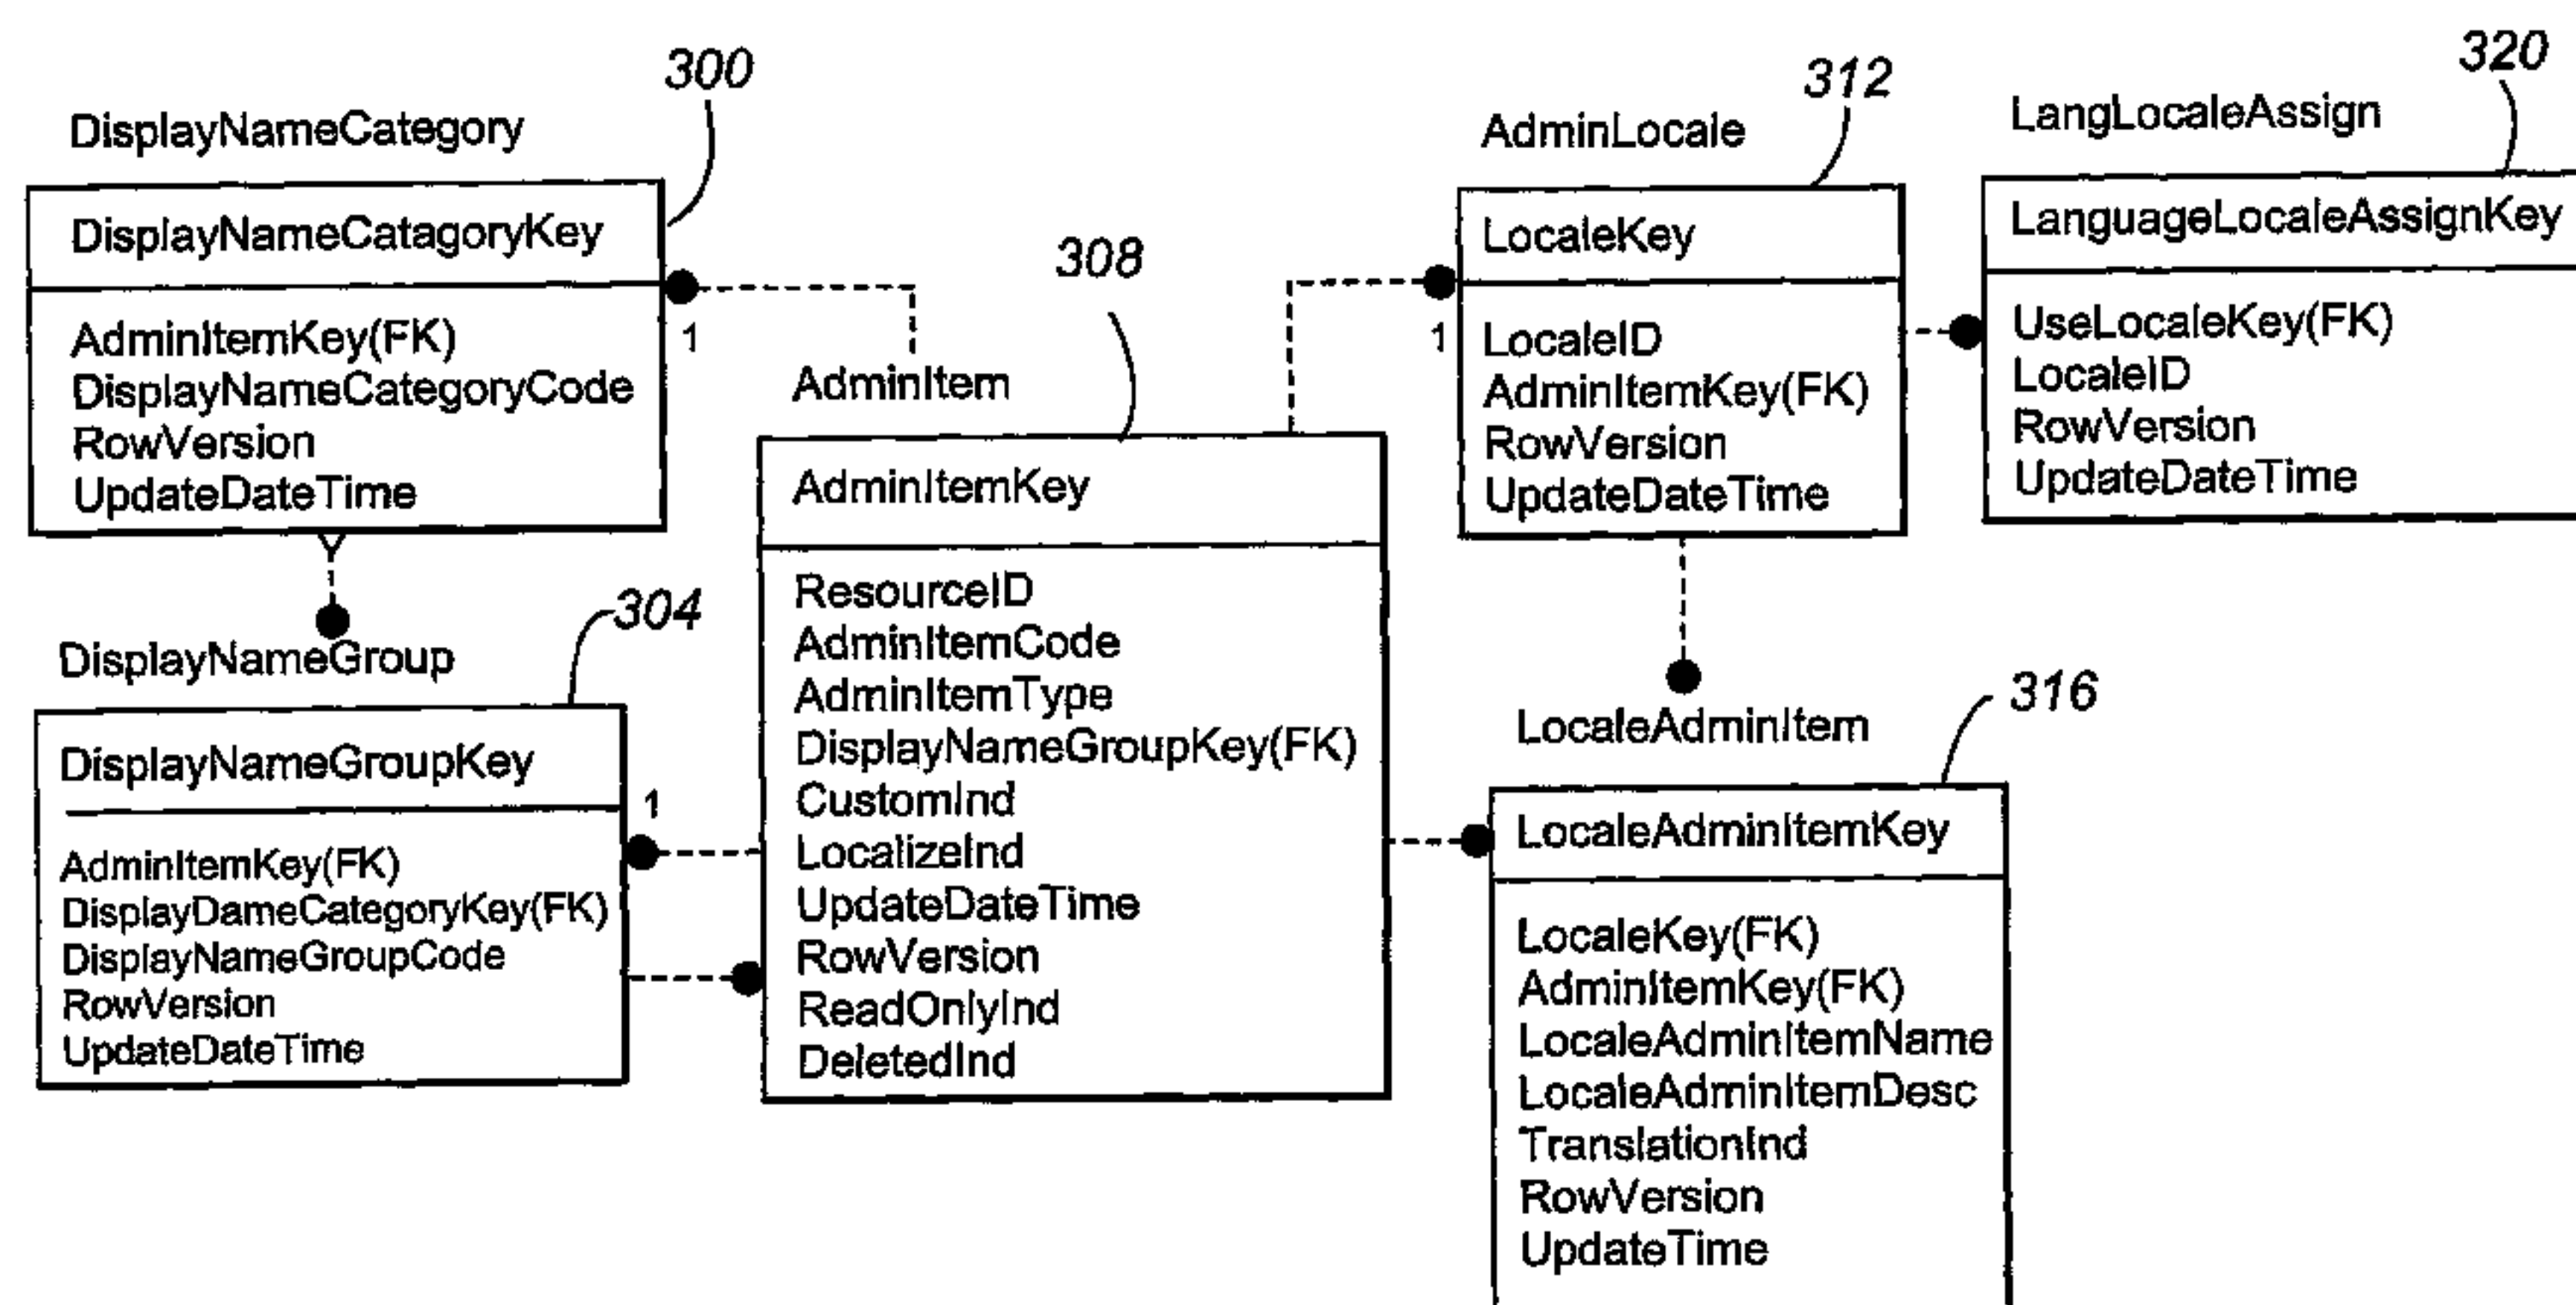 300
DisplayNameCategory
DisplayNameCatagoryKey
AdminItemKey(FK)
DisplayNameCategoryCode
RowVersion
UpdateDateTime
1
304
DisplayNameGroup
DisplayNameGroupKey
AdminItemKey(FK)
DisplayDameCategoryKey(FK)
DisplayNameGroupCode
RowVersion
UpdateDateTime
1
308
AdminItem
AdminItemKey
ResourceID
AdminItemCode
AdminItemType
DisplayNameGroupKey(FK)
CustomInd
LocalizeInd
UpdateDateTime
RowVersion
ReadOnlyInd
DeletedInd
312
AdminLocale
LocaleKey
LocaleID
AdminItemKey(FK)
RowVersion
UpdateDateTime
1
320
LangLocaleAssign
LanguageLocaleAssignKey
UseLocaleKey(FK)
LocaleID
RowVersion
UpdateDateTime
316
LocaleAdminItem
LocaleAdminItemKey
LocaleKey(FK)
AdminItemKey(FK)
LocaleAdminItemName
LocaleAdminItemDesc
TranslationInd
RowVersion
UpdateTime